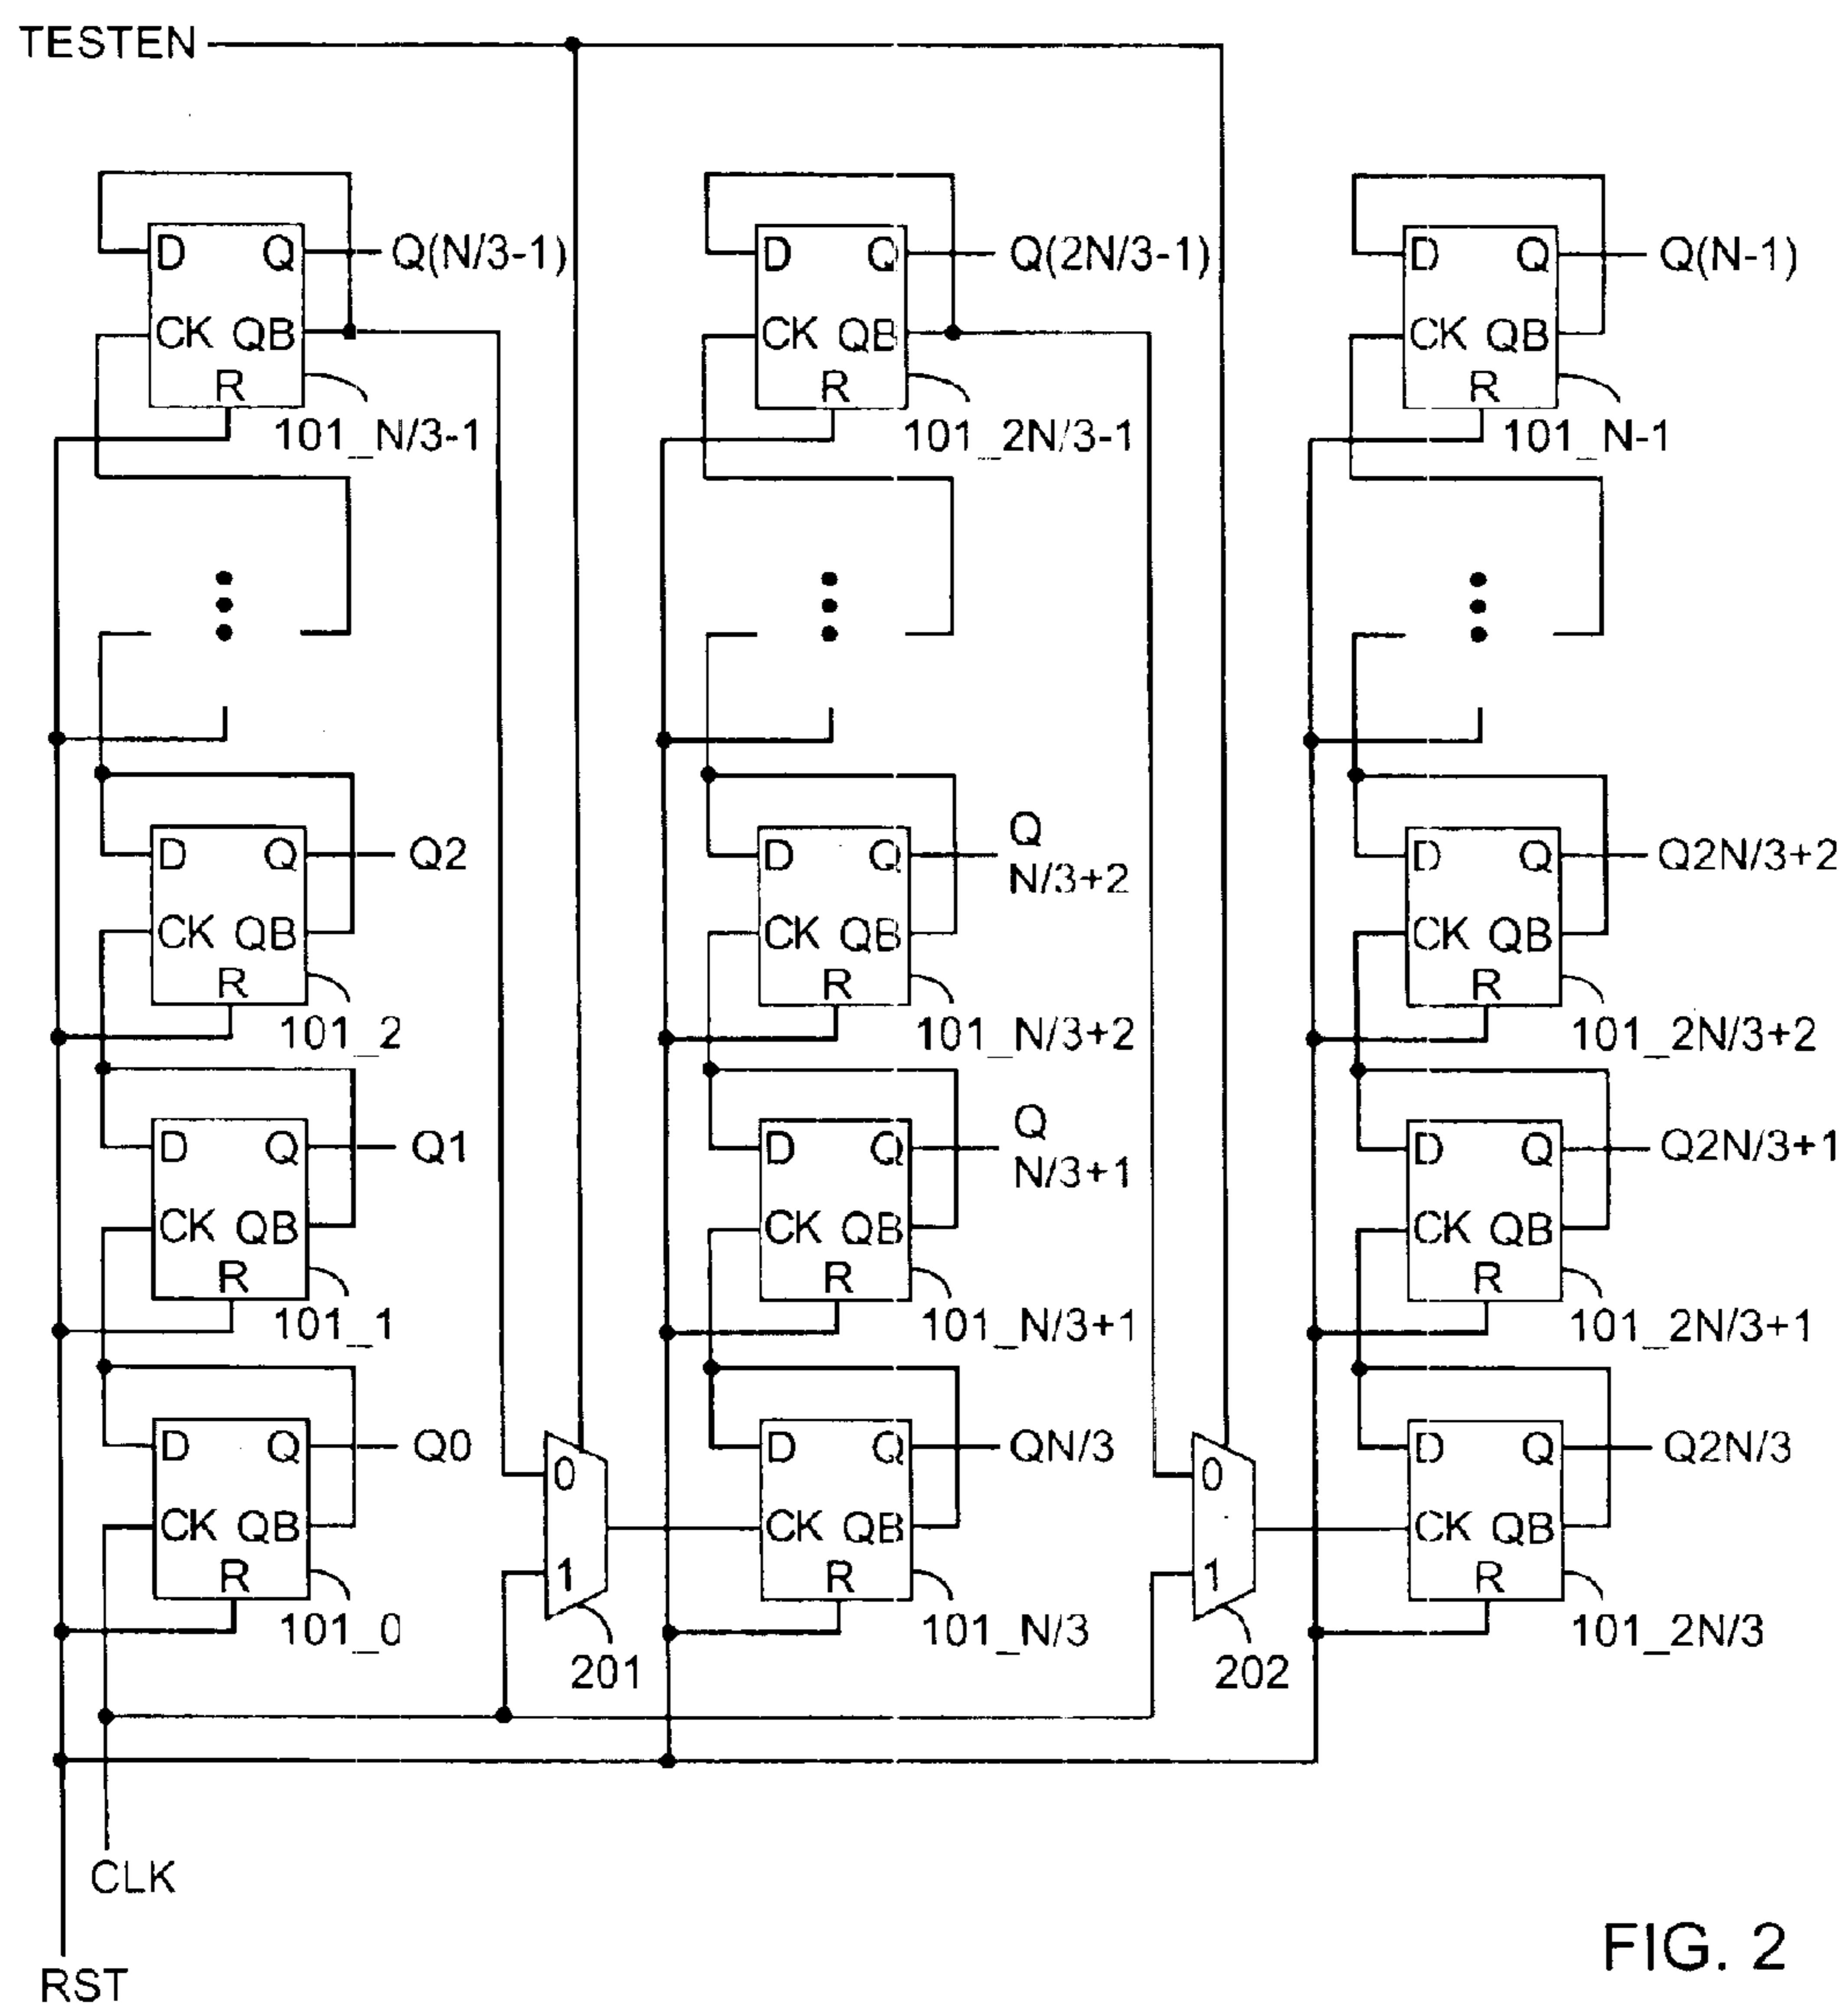 TESTEN
D Q Q(N/3-1)
CK QB
R
101_N/3-1
D Q Q(2N/3-1)
CK QB
R
101_2N/3-1
D Q Q(N-1)
CK QB
R
101_N-1
D Q Q2
CK QB
R
101_2
D Q Q
N/3+2
CK QB
R
101_N/3+2
D Q Q2N/3+2
CK QB
R
101_2N/3+2
D Q Q1
CK QB
R
101_1
D Q Q
N/3+1
CK QB
R
101_N/3+1
D Q Q2N/3+1
CK QB
R
101_2N/3+1
D Q Q0
CK QB
R
101_0
0
1
201
D Q QN/3
CK QB
R
101_N/3
0
1
202
D Q Q2N/3
CK QB
R
101_2N/3
CLK
RST
FIG. 2